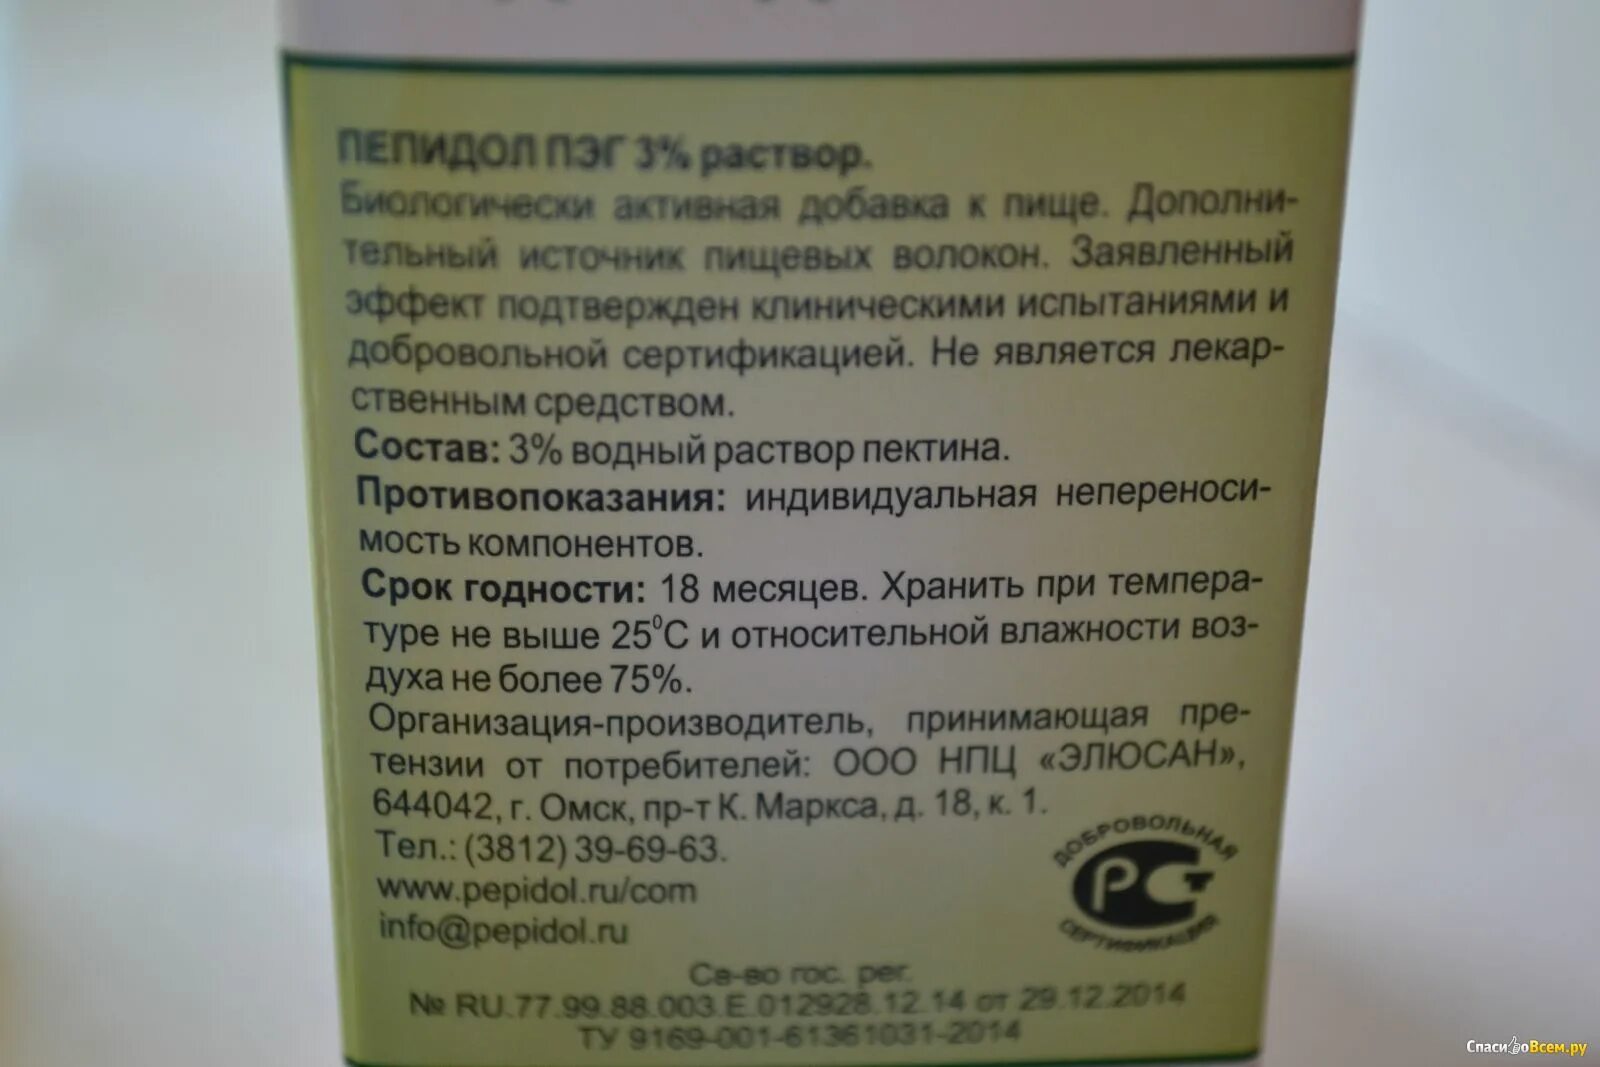 ПЕПИДОЛ ПЭГ 3% раствор.
Биологически активная добавка к пище. Дополни-
тельный источник пищевых волокон. Заявленный
эффект подтвержден клиническими испытаниями и
добровольной сертификацией. Не является лекар-
ственным средством.
Состав: 3% водный раствор пектина.
Противопоказания: индивидуальная непереноси-
мость компонентов.
Срок годности: 18 месяцев. Хранить при темпера-
туре не выше 25⁰С и относительной влажности воз-
духа не более 75%.
Организация-производитель, принимающая пре-
тензии от потребителей: ООО НПЦ «ЭЛЮСАН»,
644042, г. Омск, пр-т К. Маркса, д. 18, к. 1.
Тел.: (3812) 39-69-63.
www.pepidol.ru/com
info@pepidol.ru
ДОБРОВОЛЬНАЯ
РСТ
СЕРТИФИКАЦИЯ
Св-во гос. рег.
№ RU.77.99.88.003.Е.012928.12.14 от 29.12.2014
ТУ 9169-001-61361031-2014
СпасибоВсем.ру